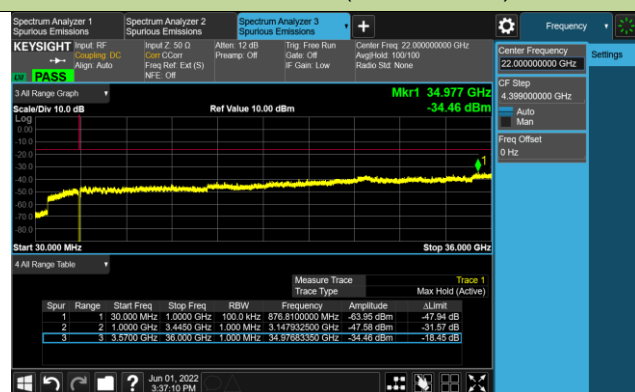 Spectrum Analyzer 1
Spurious Emissions
Spectrum Analyzer 2
Spurious Emissions
Spectrum Analyzer 3
Spurious Emissions
Frequency
KEYSIGHT
Input: RF
Coupling: DC
Align: Auto
Input Z: 50 Ω
Corr CCorr
Freq Ref: Ext (S)
NFE: Off
Atten: 12 dB
Preamp: Off
Trig: Free Run
Gate: Off
IF Gain: Low
Center Freq: 22.000000000 GHz
Avg|Hold: 100/100
Radio Std: None
PASS
3 All Range Graph
Scale/Div 10.0 dB
Ref Value 10.00 dBm
Mkr1 34.977 GHz
-34.46 dBm
Log
0.00
-10.0
-20.0
-30.0
-40.0
-50.0
-60.0
-70.0
-80.0
1
Start 30.000 MHz
Stop 36.000 GHz
4 All Range Table
Measure Trace Trace 1
Trace Type Max Hold (Active)
Spur Range Start Freq Stop Freq RBW Frequency Amplitude ΔLimit
1 1 30.000 MHz 1.0000 GHz 100.0 kHz 876.8100000 MHz -63.95 dBm -47.94 dB
2 2 1.0000 GHz 3.4450 GHz 1.000 MHz 3.147932500 GHz -47.58 dBm -31.57 dB
3 3 3.5700 GHz 36.000 GHz 1.000 MHz 34.97683350 GHz -34.46 dBm -18.45 dB
Center Frequency
22.000000000 GHz
Settings
CF Step
4.399000000 GHz
Auto
Man
Freq Offset
0 Hz
?
Jun 01, 2022
3:37:10 PM